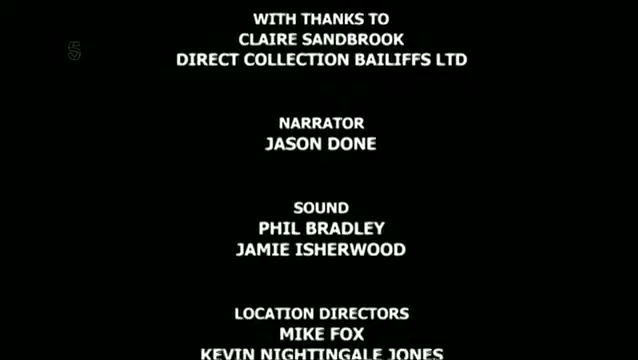 5
WITH THANKS TO
CLAIRE SANDBROOK
DIRECT COLLECTION BAILIFFS LTD
NARRATOR
JASON DONE
SOUND
PHIL BRADLEY
JAMIE ISHERWOOD
LOCATION DIRECTORS
MIKE FOX
KEVIN NIGHTINGALE JONES